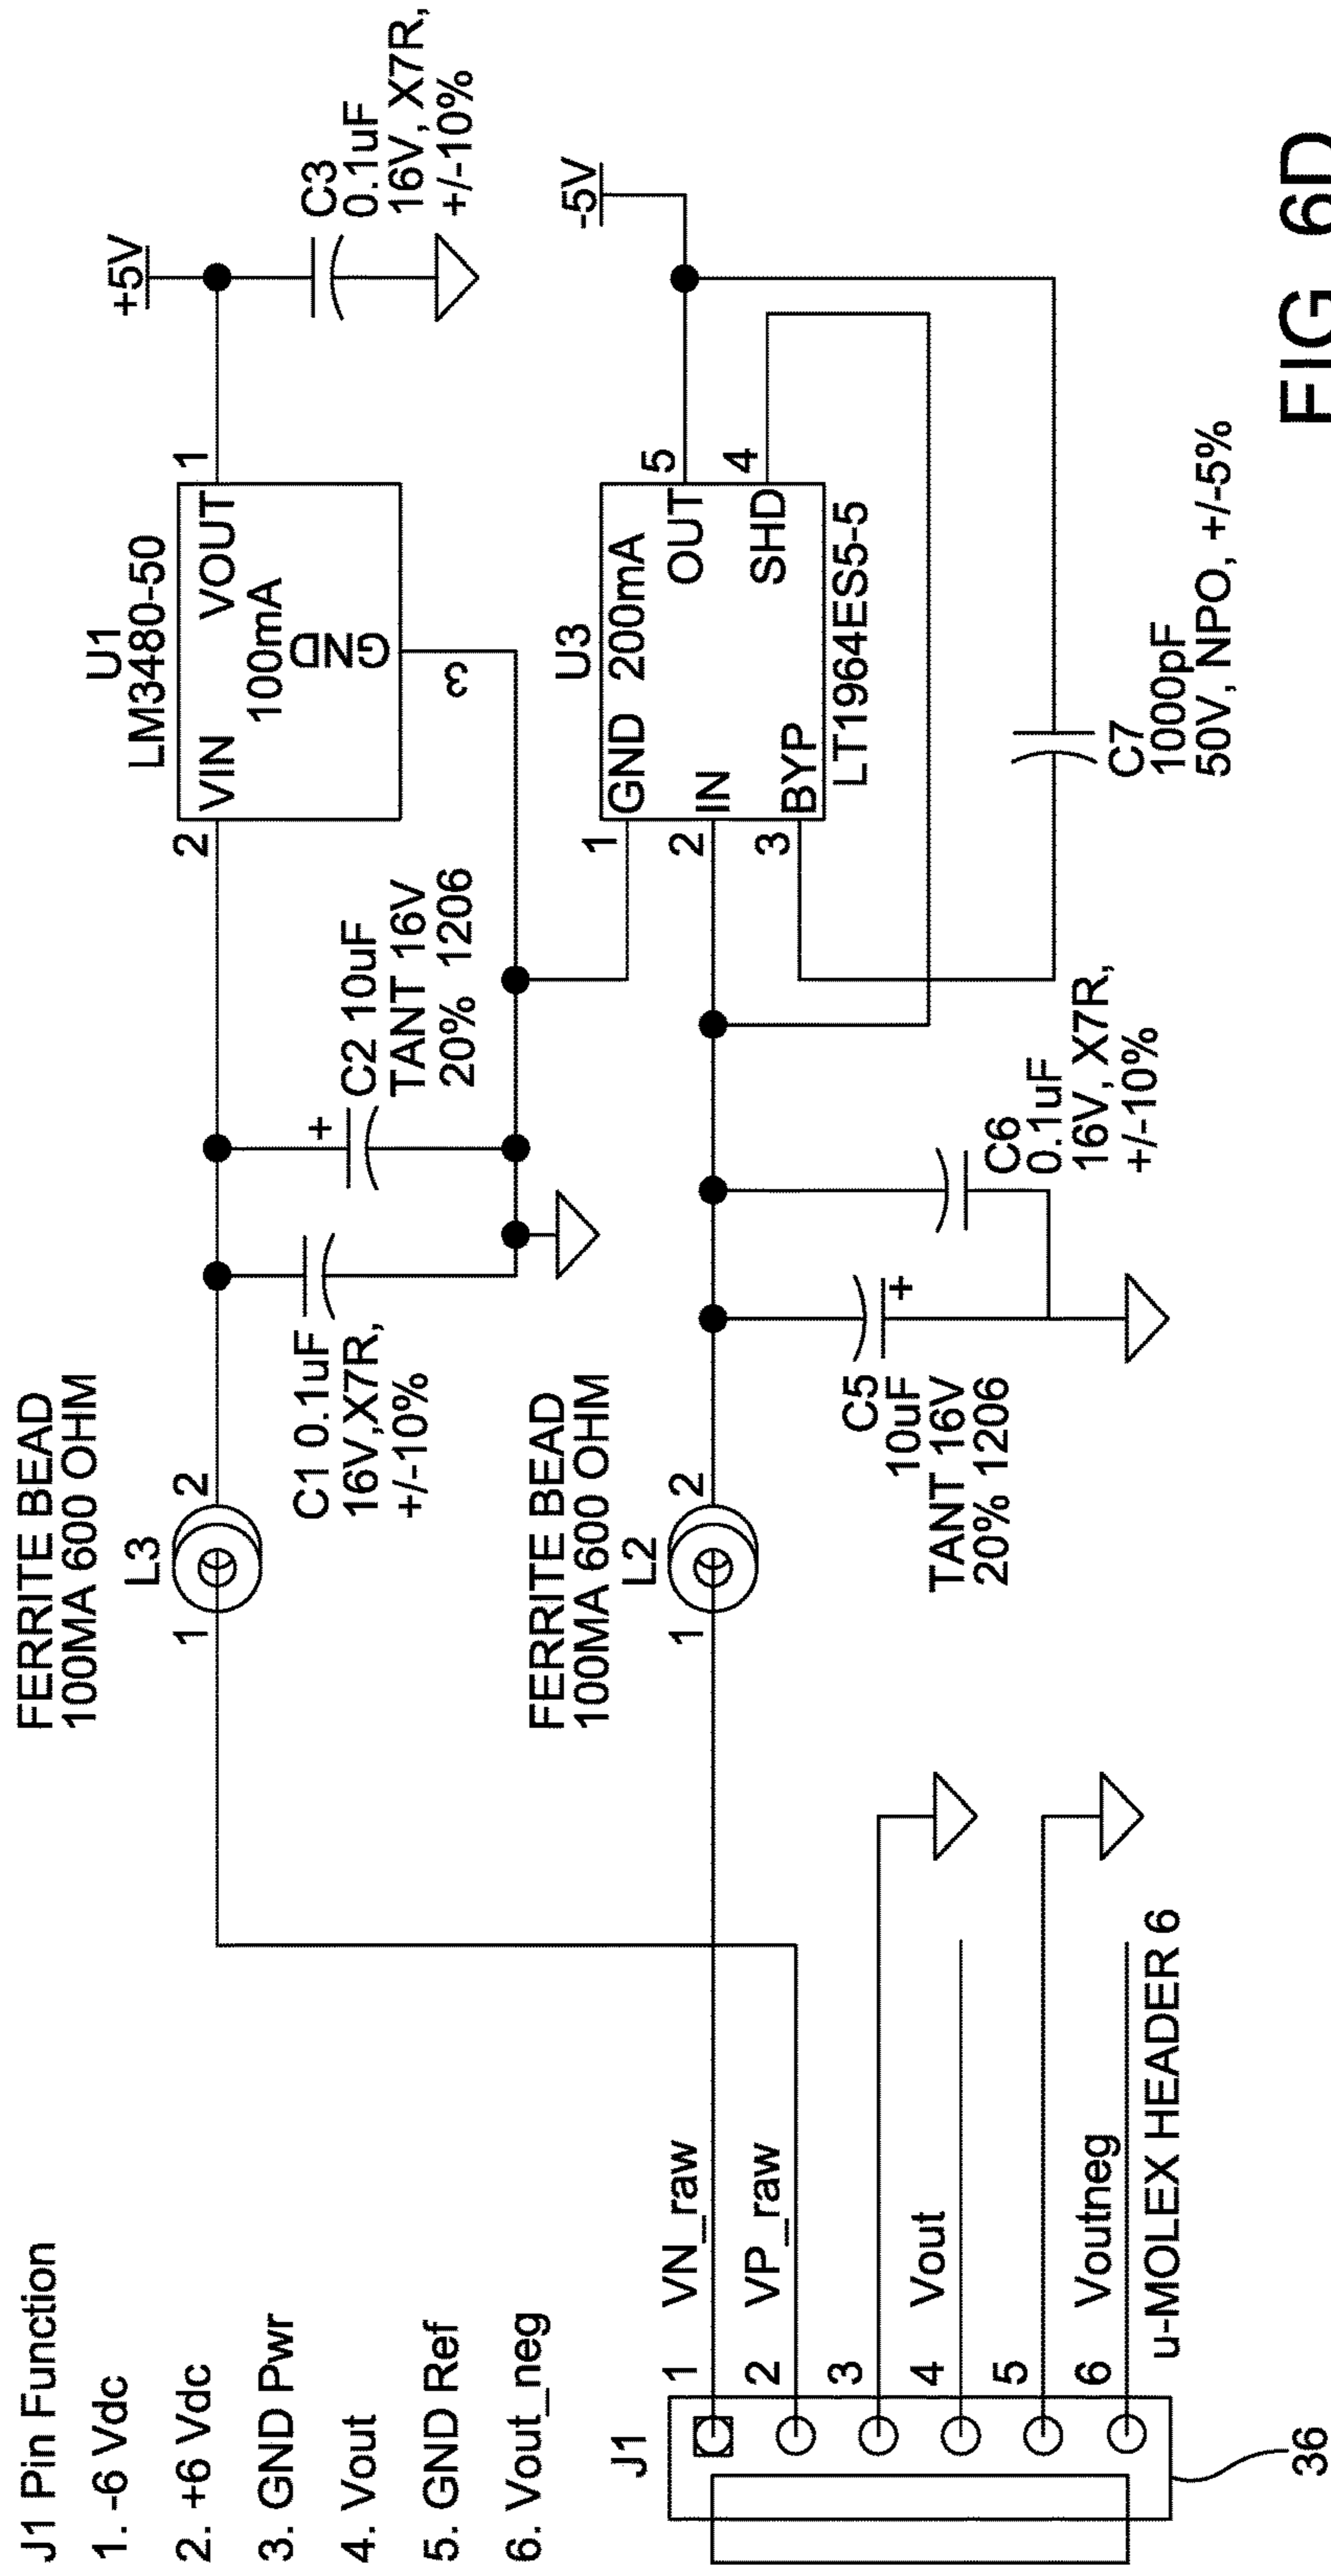 J1 Pin Function
1. -6 Vdc
2. +6 Vdc
3. GND Pwr
4. Vout
5. GND Ref
6. Vout_neg
J1
1
VN_raw
2
VP_raw
3
4
Vout
5
6
Voutneg
u-MOLEX HEADER 6
36
FERRITE BEAD
100MA 600 OHM
L3
1
2
C1 0.1uF
16V,X7R,
+/-10%
+
C2 10uF
TANT 16V
20% 1206
U1
LM3480-50
2
VIN
VOUT
1
100mA
GND
3
+5V
C3
0.1uF
16V, X7R,
+/-10%
FERRITE BEAD
100MA 600 OHM
L2
1
2
C5
10uF
TANT 16V
20% 1206
+
C6
0.1uF
16V, X7R,
+/-10%
U3
1
GND 200mA
2
IN
OUT
5
3
BYP
SHD
4
LT1964ES5-5
-5V
C7
1000pF
50V, NPO, +/-5%
FIG. 6D